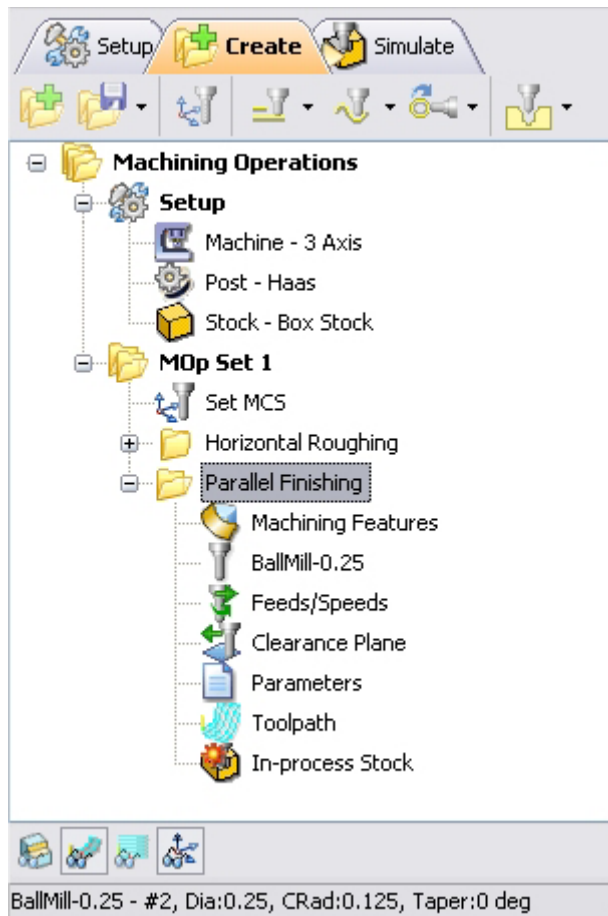 Setup Create Simulate
Machining Operations
Setup
Machine - 3 Axis
Post - Haas
Stock - Box Stock
MOp Set 1
Set MCS
Horizontal Roughing
Parallel Finishing
Machining Features
BallMill-0.25
Feeds/Speeds
Clearance Plane
Parameters
Toolpath
In-process Stock
BallMill-0.25 - #2, Dia:0.25, CRad:0.125, Taper:0 deg